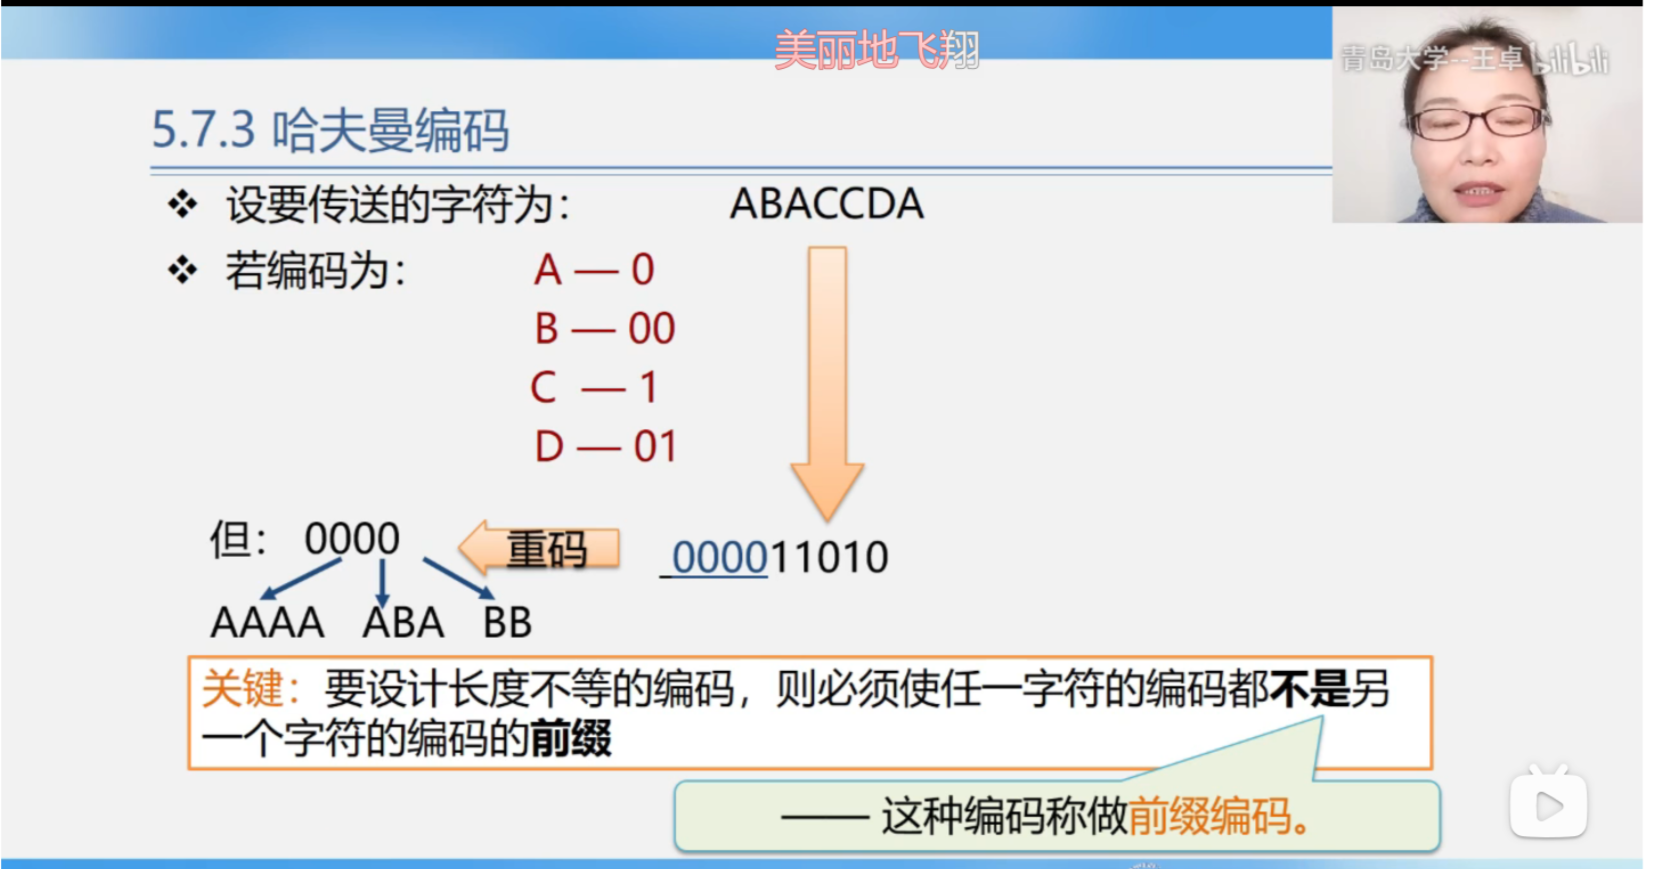 美丽地飞翔
青岛大学--王卓 bilibili
5.7.3 哈夫曼编码
❖ 设要传送的字符为： ABACCDA
❖ 若编码为： A — 0
B — 00
C — 1
D — 01
但： 0000 重码 000011010
AAAA ABA BB
关键：要设计长度不等的编码，则必须使任一字符的编码都不是另
一个字符的编码的前缀
—— 这种编码称做前缀编码。